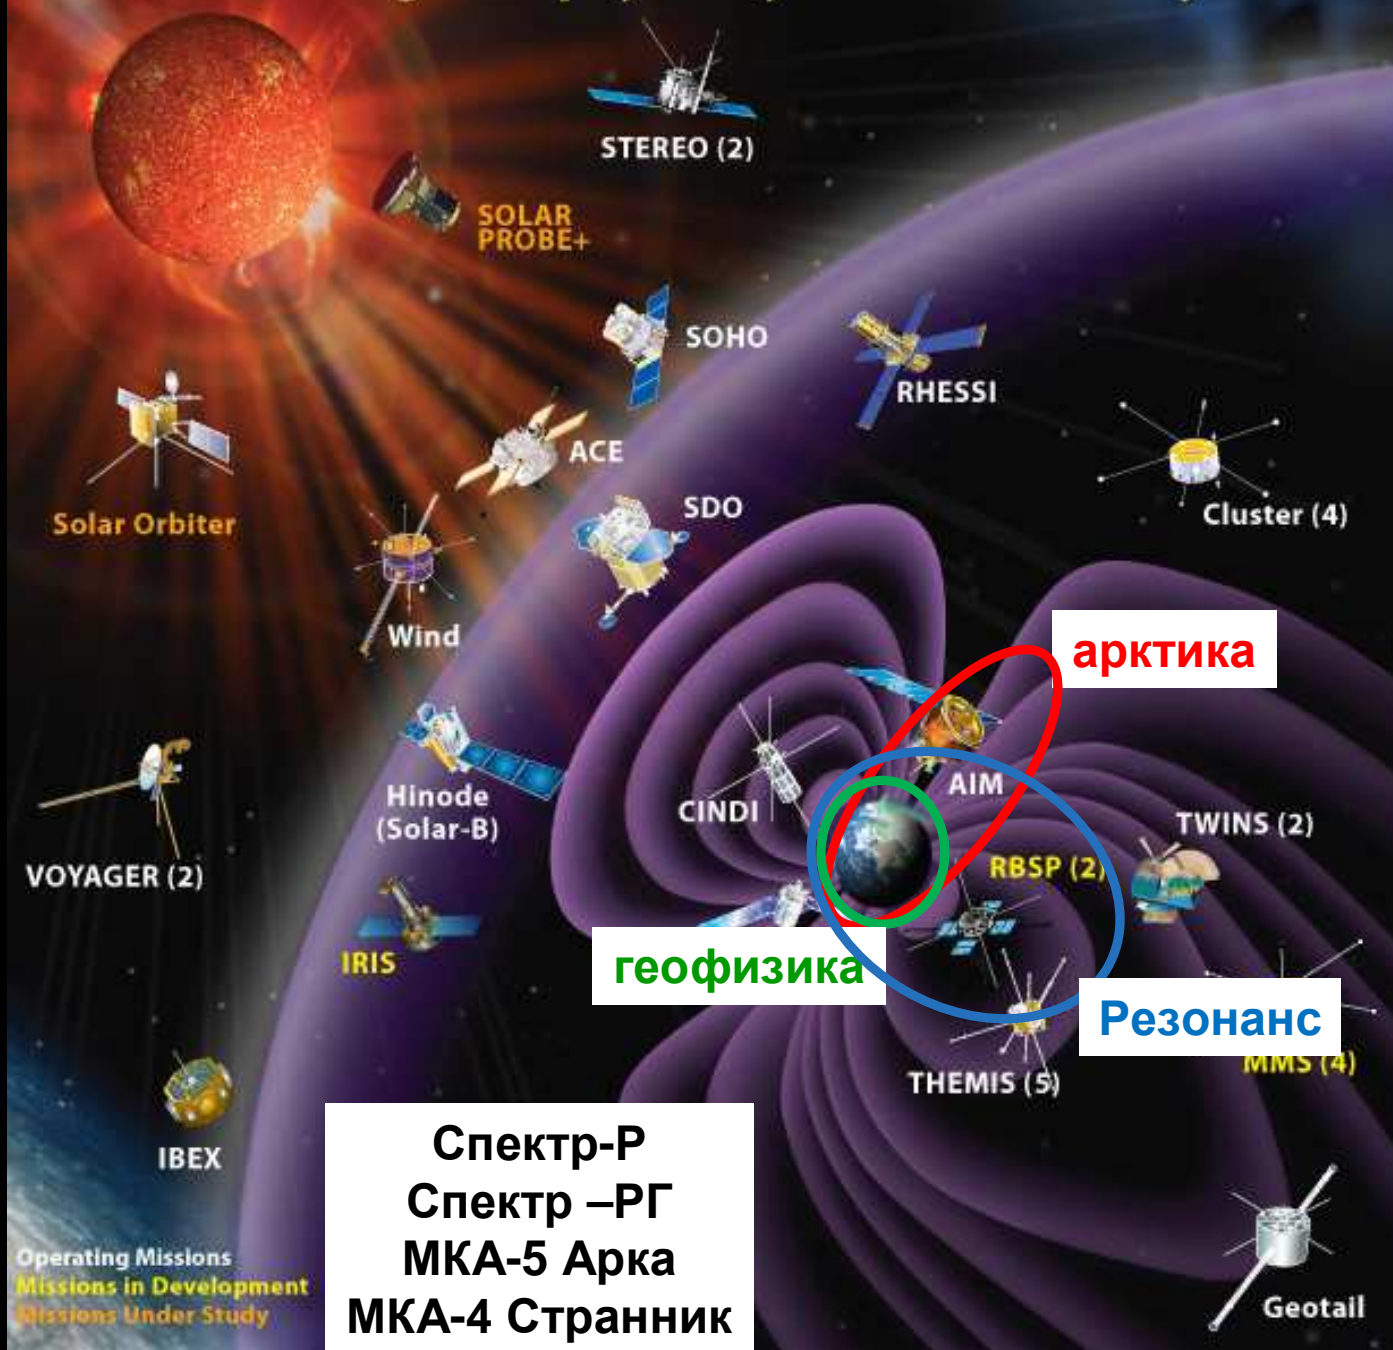 STEREO (2)
SOLAR
PROBE+
SOHO
RHESSI
ACE
Cluster (4)
Solar Orbiter
SDO
Wind
арктика
Hinode
(Solar-B)
CINDI
AIM
TWINS (2)
VOYAGER (2)
RBSP (2)
IRIS
геофизика
Резонанс
MMS (4)
THEMIS (5)
IBEX
Спектр-Р
Спектр –РГ
МКА-5 Арка
МКА-4 Странник
Operating Missions
Missions in Development
Missions Under Study
Geotail